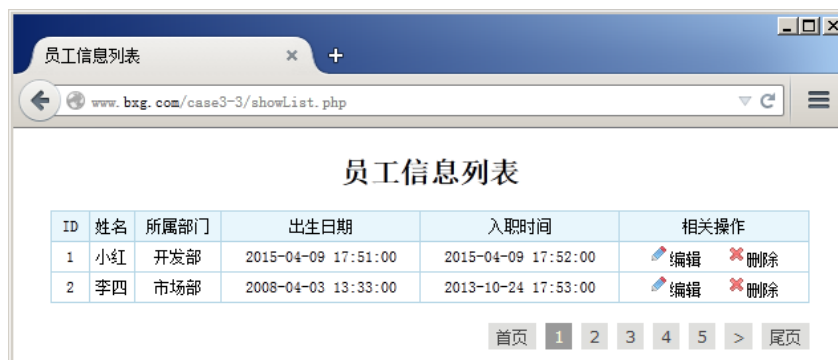 员工信息列表
www.bxg.com/case3-3/showList.php
员工信息列表
ID 姓名 所属部门 出生日期 入职时间 相关操作
1 小红 开发部 2015-04-09 17:51:00 2015-04-09 17:52:00 编辑 删除
2 李四 市场部 2008-04-03 13:33:00 2013-10-24 17:53:00 编辑 删除
首页 1 2 3 4 5 > 尾页